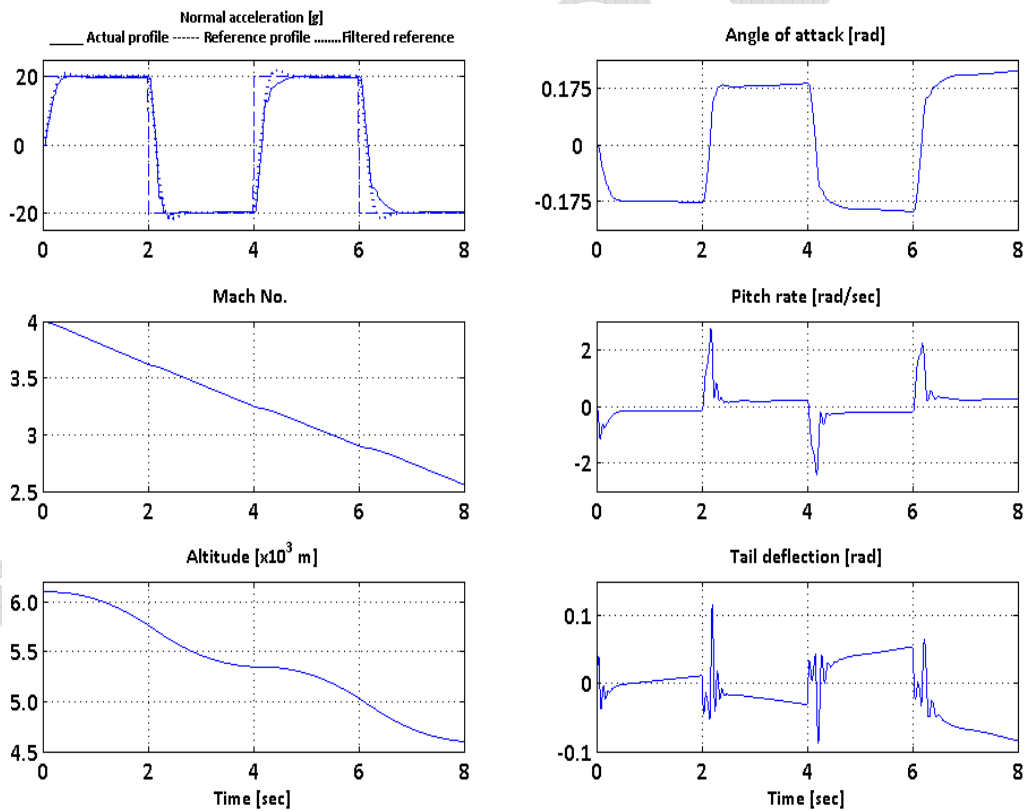 Normal acceleration [g]
_____ Actual profile ------ Reference profile ........Filtered reference
20
0
-20
0 2 4 6 8
Angle of attack [rad]
0.175
0
-0.175
0 2 4 6 8
Mach No.
4
3.5
3
2.5
0 2 4 6 8
Pitch rate [rad/sec]
2
0
-2
0 2 4 6 8
Altitude [x10³ m]
6.0
5.5
5.0
4.5
0 2 4 6 8
Time [sec]
Tail deflection [rad]
0.1
0
-0.1
0 2 4 6 8
Time [sec]